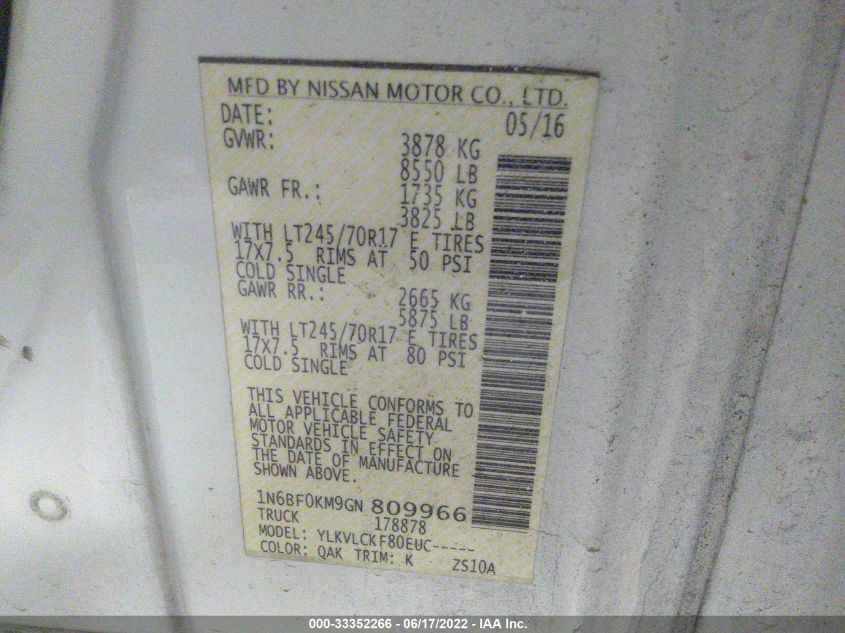 MFD BY NISSAN MOTOR CO., LTD.
DATE: 05/16
GVWR: 3878 KG
8550 LB
GAWR FR.: 1735 KG
3825 LB
WITH LT245/70R17 E TIRES
17X7.5 RIMS AT 50 PSI
COLD SINGLE
GAWR RR.: 2665 KG
5875 LB
WITH LT245/70R17 E TIRES
17X7.5 RIMS AT 80 PSI
COLD SINGLE
THIS VEHICLE CONFORMS TO
ALL APPLICABLE FEDERAL
MOTOR VEHICLE SAFETY
STANDARDS IN EFFECT ON
THE DATE OF MANUFACTURE
SHOWN ABOVE.
1N6BF0KM9GN 809966
TRUCK 178878
MODEL: YLKVLCKF80EUC-----
COLOR: QAK TRIM: K ZS10A
000-33352266 - 06/17/2022 - IAA Inc.